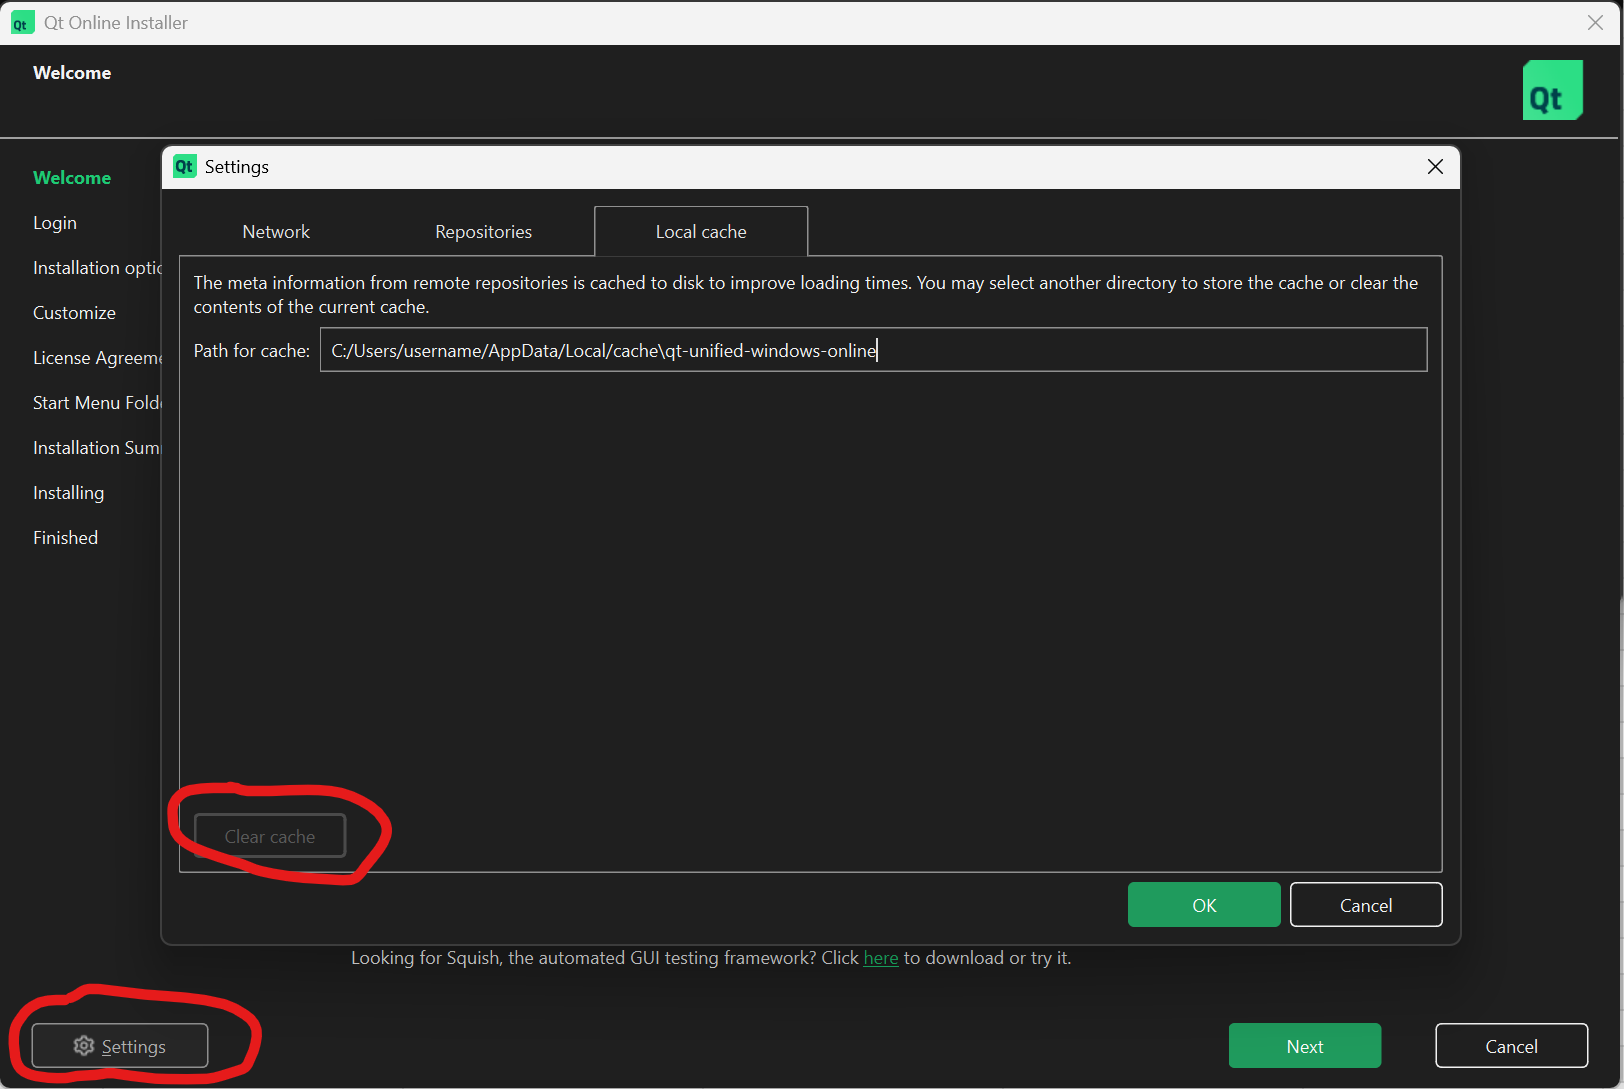 Qt Qt Online Installer
Welcome
Qt
Welcome
Login
Installation optic
Customize
License Agreeme
Start Menu Fold
Installation Sum
Installing
Finished
Qt Settings
Network Repositories Local cache
The meta information from remote repositories is cached to disk to improve loading times. You may select another directory to store the cache or clear the
contents of the current cache.
Path for cache: C:/Users/username/AppData/Local/cache\qt-unified-windows-online
Clear cache
OK Cancel
Looking for Squish, the automated GUI testing framework? Click here to download or try it.
Settings Next Cancel